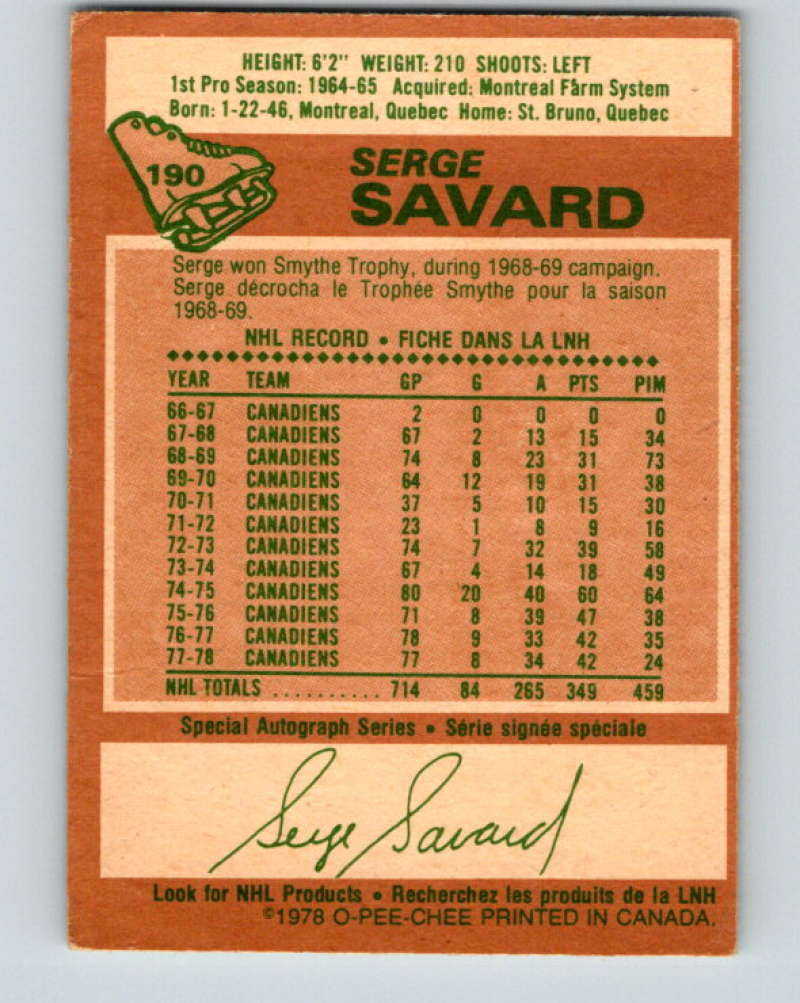 HEIGHT: 6'2" WEIGHT: 210 SHOOTS: LEFT
1st Pro Season: 1964-65 Acquired: Montreal Farm System
Born: 1-22-46, Montreal, Quebec Home: St. Bruno, Quebec
190
SERGE
SAVARD
Serge won Smythe Trophy, during 1968-69 campaign.
Serge décrocha le Trophée Smythe pour la saison
1968-69.
NHL RECORD • FICHE DANS LA LNH
YEAR TEAM GP G A PTS PIM
66-67 CANADIENS 2 0 0 0 0
67-68 CANADIENS 67 2 13 15 34
68-69 CANADIENS 74 8 23 31 73
69-70 CANADIENS 64 12 19 31 38
70-71 CANADIENS 37 5 10 15 30
71-72 CANADIENS 23 1 8 9 16
72-73 CANADIENS 74 7 32 39 58
73-74 CANADIENS 67 4 14 18 49
74-75 CANADIENS 80 20 40 60 64
75-76 CANADIENS 71 8 39 47 38
76-77 CANADIENS 78 9 33 42 35
77-78 CANADIENS 77 8 34 42 24
NHL TOTALS .......... 714 84 265 349 459
Special Autograph Series • Série signée spéciale
Serge Savard
Look for NHL Products • Recherchez les produits de la LNH
©1978 O-PEE-CHEE PRINTED IN CANADA.